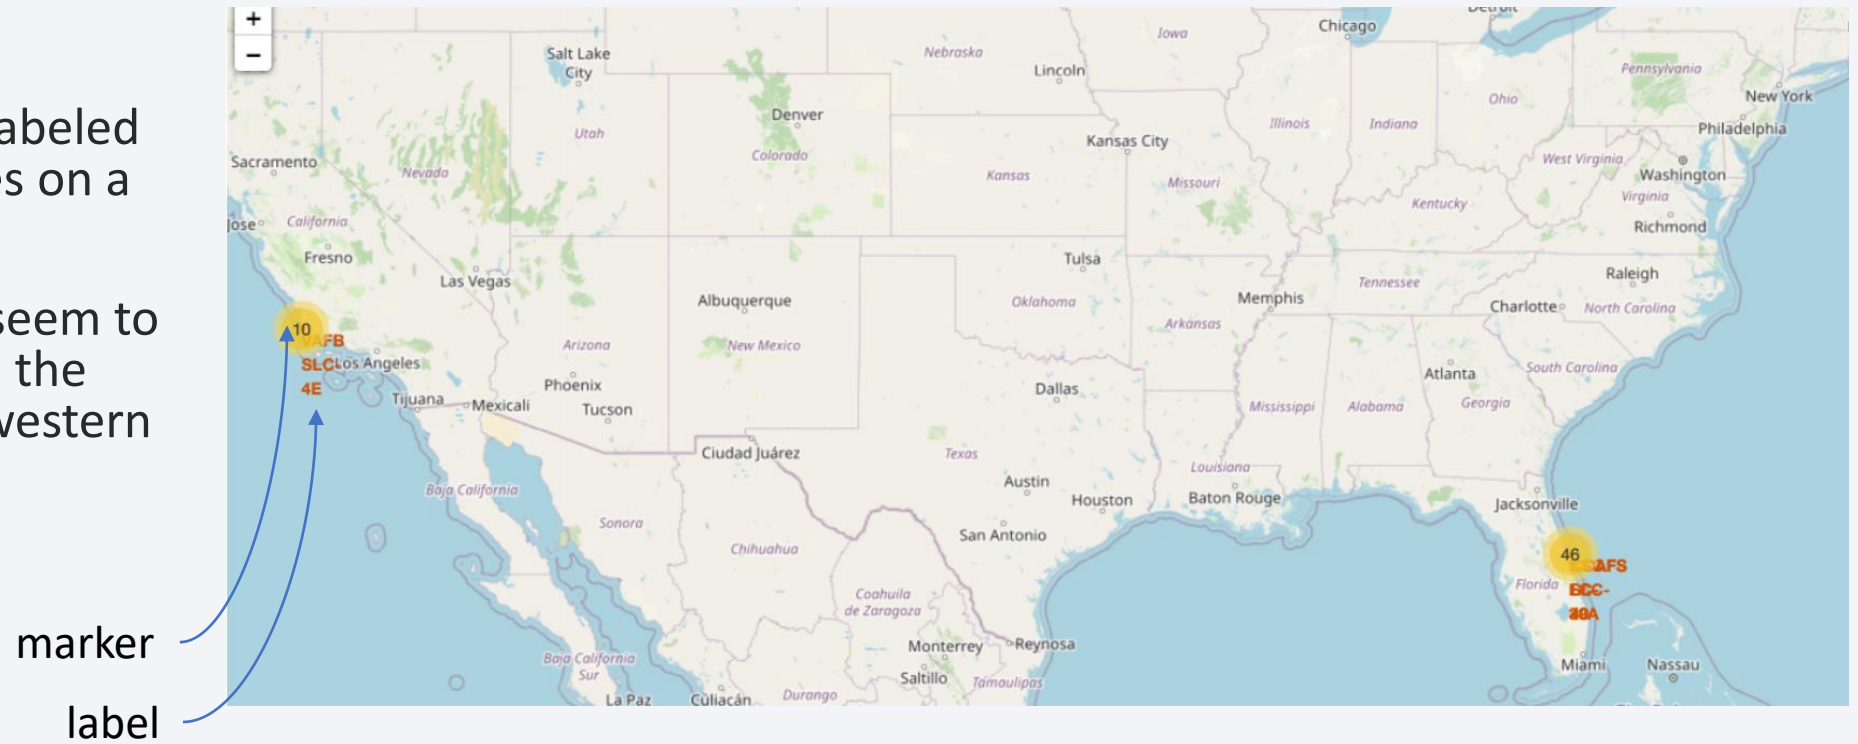 abeled
es on a
seem to
the
western
marker
label
+
−
Chicago
Detroit
Iowa
Nebraska
Salt Lake
City
Lincoln
Pennsylvania
New York
Ohio
Denver
Utah
Illinois
Indiana
Philadelphia
Kansas City
Colorado
Sacramento
West Virginia
Nevada
Kansas
Missouri
Washington
Virginia
Kentucky
Jose
California
Richmond
Fresno
Tulsa
Las Vegas
Raleigh
Tennessee
Albuquerque
Oklahoma
Memphis
Charlotte
North Carolina
10
Arkansas
VAFB
Arizona
New Mexico
SLC-
Los Angeles
South Carolina
Atlanta
4E
Phoenix
Dallas
Tijuana
Mexicali
Tucson
Mississippi
Alabama
Georgia
Ciudad Juárez
Texas
Louisiana
Baja California
Austin
Houston
Baton Rouge
Jacksonville
Sonora
San Antonio
Chihuahua
46
Florida
Coahuila
de Zaragoza
Monterrey
Reynosa
Baja California
Sur
Miami
Nassau
Saltillo
Tamaulipas
La Paz
Culiacán
Durango